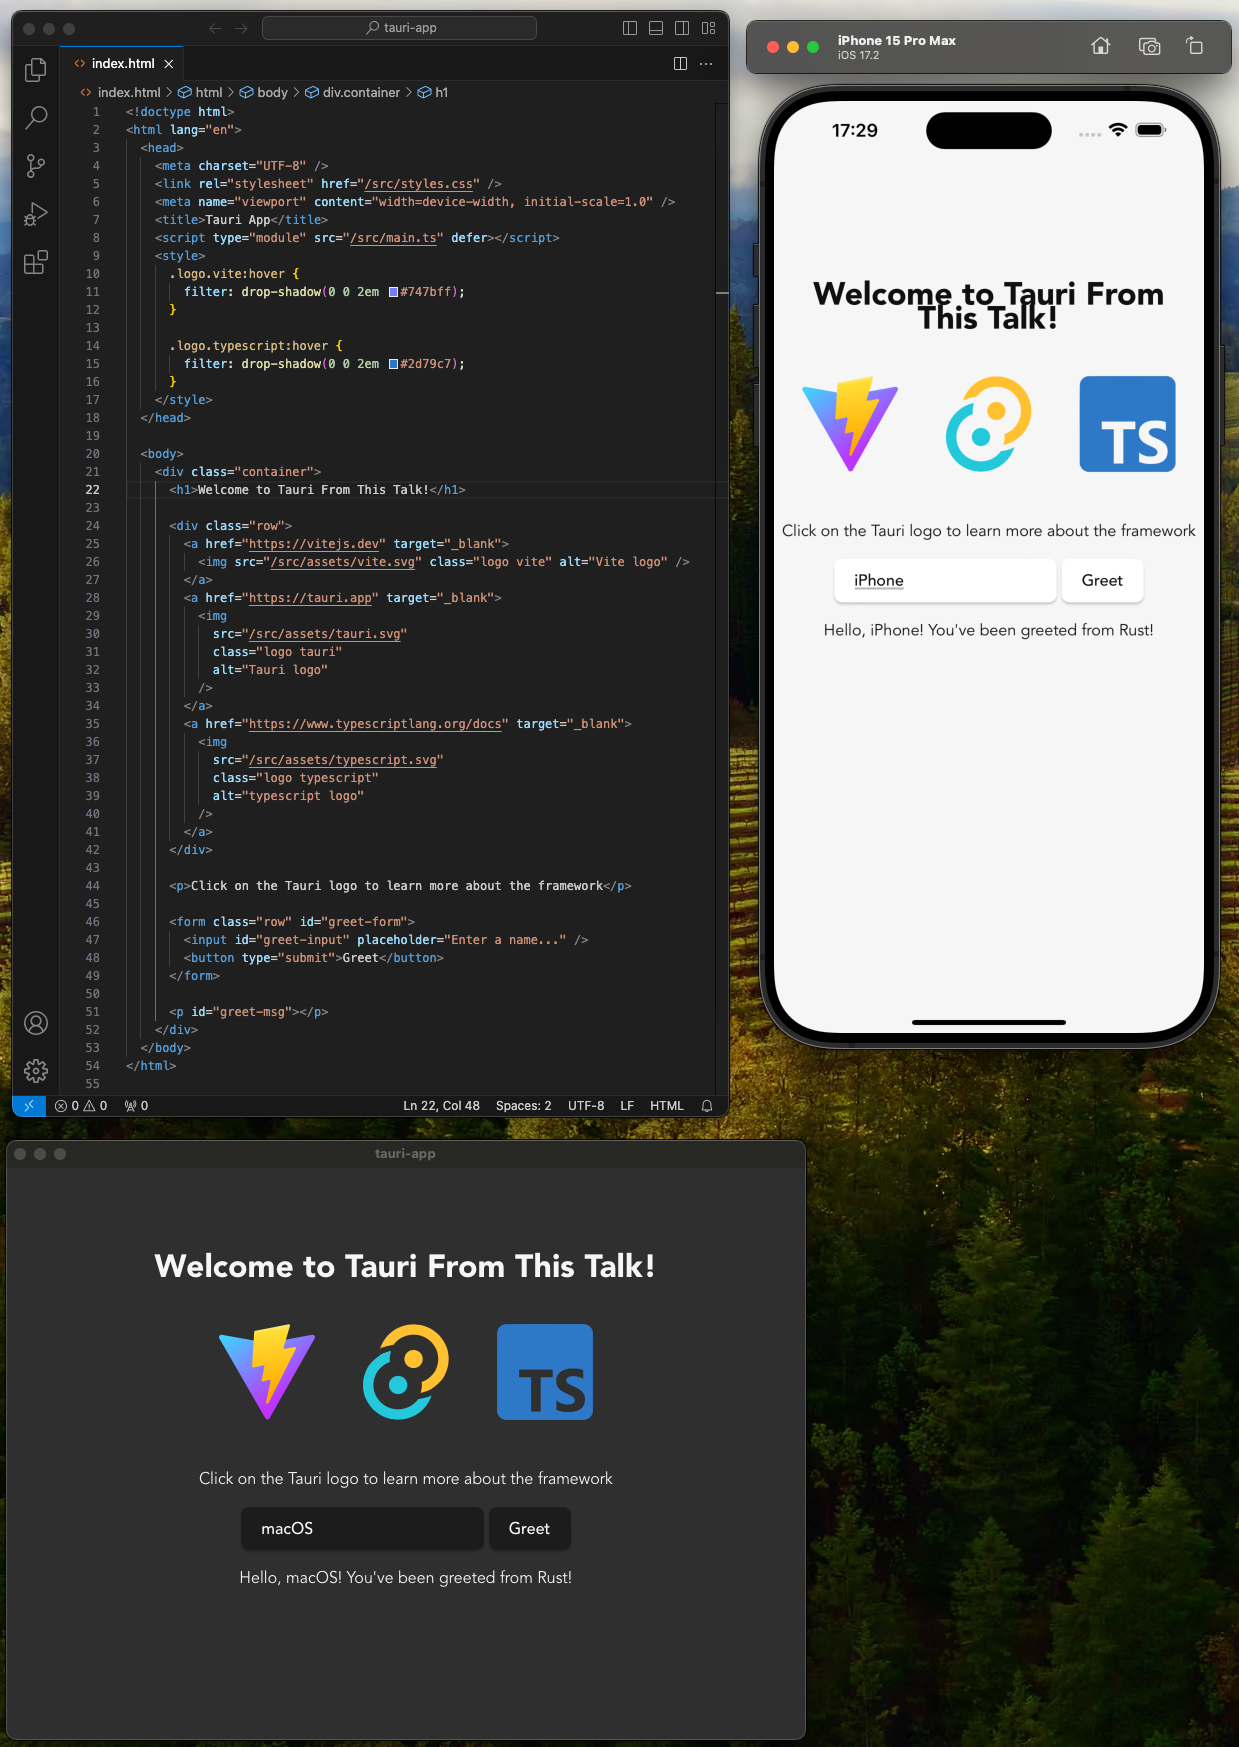 tauri-app
index.html
index.html > html > body > div.container > h1
1 <!doctype html>
2 <html lang="en">
3 <head>
4 <meta charset="UTF-8" />
5 <link rel="stylesheet" href="/src/styles.css" />
6 <meta name="viewport" content="width=device-width, initial-scale=1.0" />
7 <title>Tauri App</title>
8 <script type="module" src="/src/main.ts" defer></script>
9 <style>
10 .logo.vite:hover {
11 filter: drop-shadow(0 0 2em #747bff);
12 }
13
14 .logo.typescript:hover {
15 filter: drop-shadow(0 0 2em #2d79c7);
16 }
17 </style>
18 </head>
19
20 <body>
21 <div class="container">
22 <h1>Welcome to Tauri From This Talk!</h1>
23
24 <div class="row">
25 <a href="https://vitejs.dev" target="_blank">
26 <img src="/src/assets/vite.svg" class="logo vite" alt="Vite logo" />
27 </a>
28 <a href="https://tauri.app" target="_blank">
29 <img
30 src="/src/assets/tauri.svg"
31 class="logo tauri"
32 alt="Tauri logo"
33 />
34 </a>
35 <a href="https://www.typescriptlang.org/docs" target="_blank">
36 <img
37 src="/src/assets/typescript.svg"
38 class="logo typescript"
39 alt="typescript logo"
40 />
41 </a>
42 </div>
43
44 <p>Click on the Tauri logo to learn more about the framework</p>
45
46 <form class="row" id="greet-form">
47 <input id="greet-input" placeholder="Enter a name..." />
48 <button type="submit">Greet</button>
49 </form>
50
51 <p id="greet-msg"></p>
52 </div>
53 </body>
54 </html>
55
0 0 0 Ln 22, Col 48 Spaces: 2 UTF-8 LF HTML
iPhone 15 Pro Max
iOS 17.2
17:29
Welcome to Tauri From
This Talk!
TS
Click on the Tauri logo to learn more about the framework
iPhone Greet
Hello, iPhone! You've been greeted from Rust!
tauri-app
Welcome to Tauri From This Talk!
TS
Click on the Tauri logo to learn more about the framework
macOS Greet
Hello, macOS! You've been greeted from Rust!